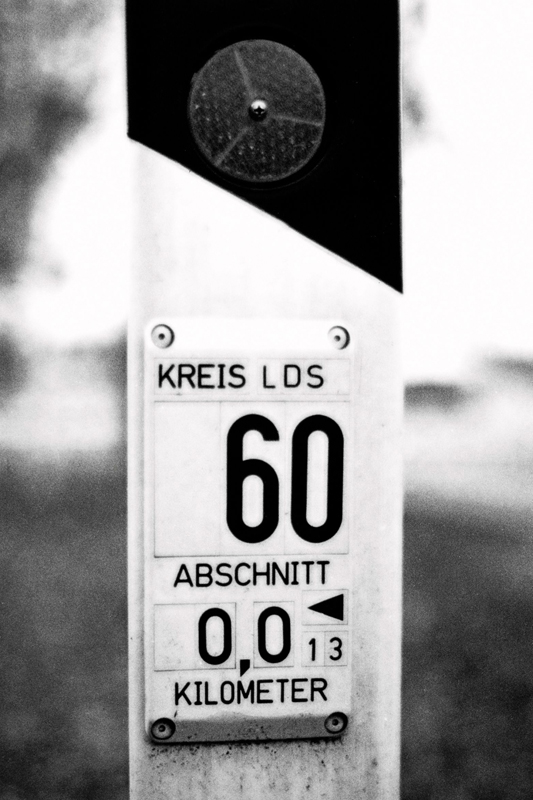 KREIS LDS
60
ABSCHNITT
0,0 ◀ 13
KILOMETER